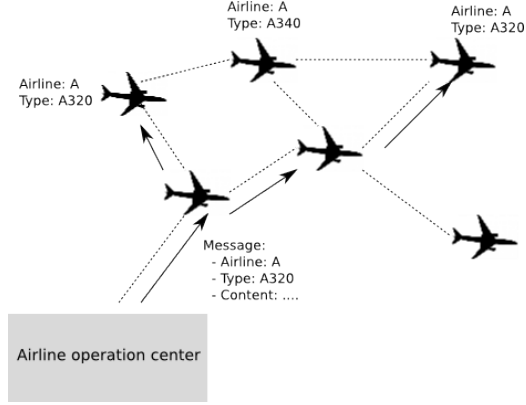 Airline: A
Type: A340
Airline: A
Type: A320
Airline: A
Type: A320
Message:
- Airline: A
- Type: A320
- Content: ....
Airline operation center